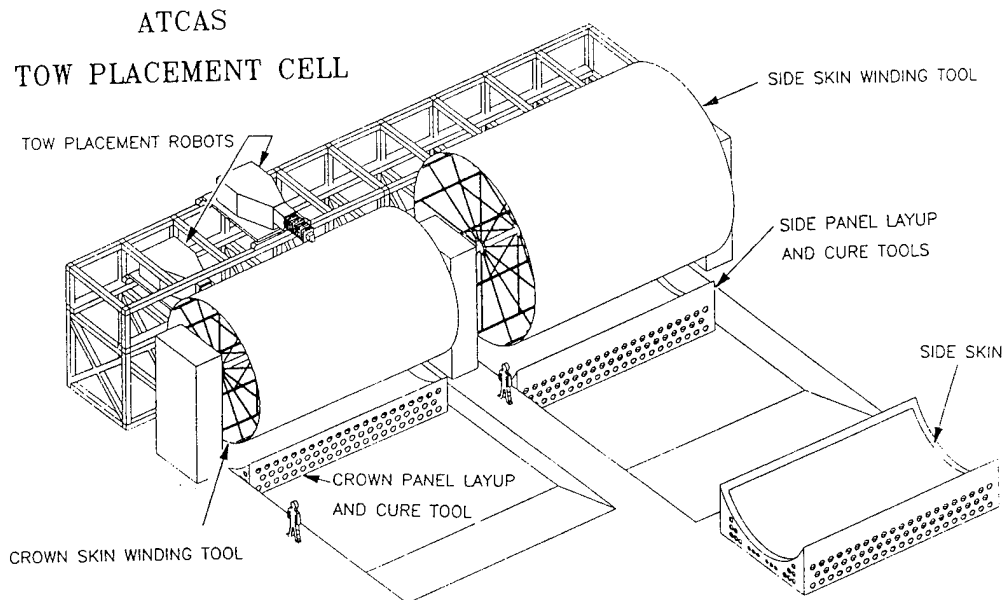 ATCAS
TOW PLACEMENT CELL
TOW PLACEMENT ROBOTS
SIDE SKIN WINDING TOOL
SIDE PANEL LAYUP
AND CURE TOOLS
SIDE SKIN
CROWN PANEL LAYUP
AND CURE TOOL
CROWN SKIN WINDING TOOL